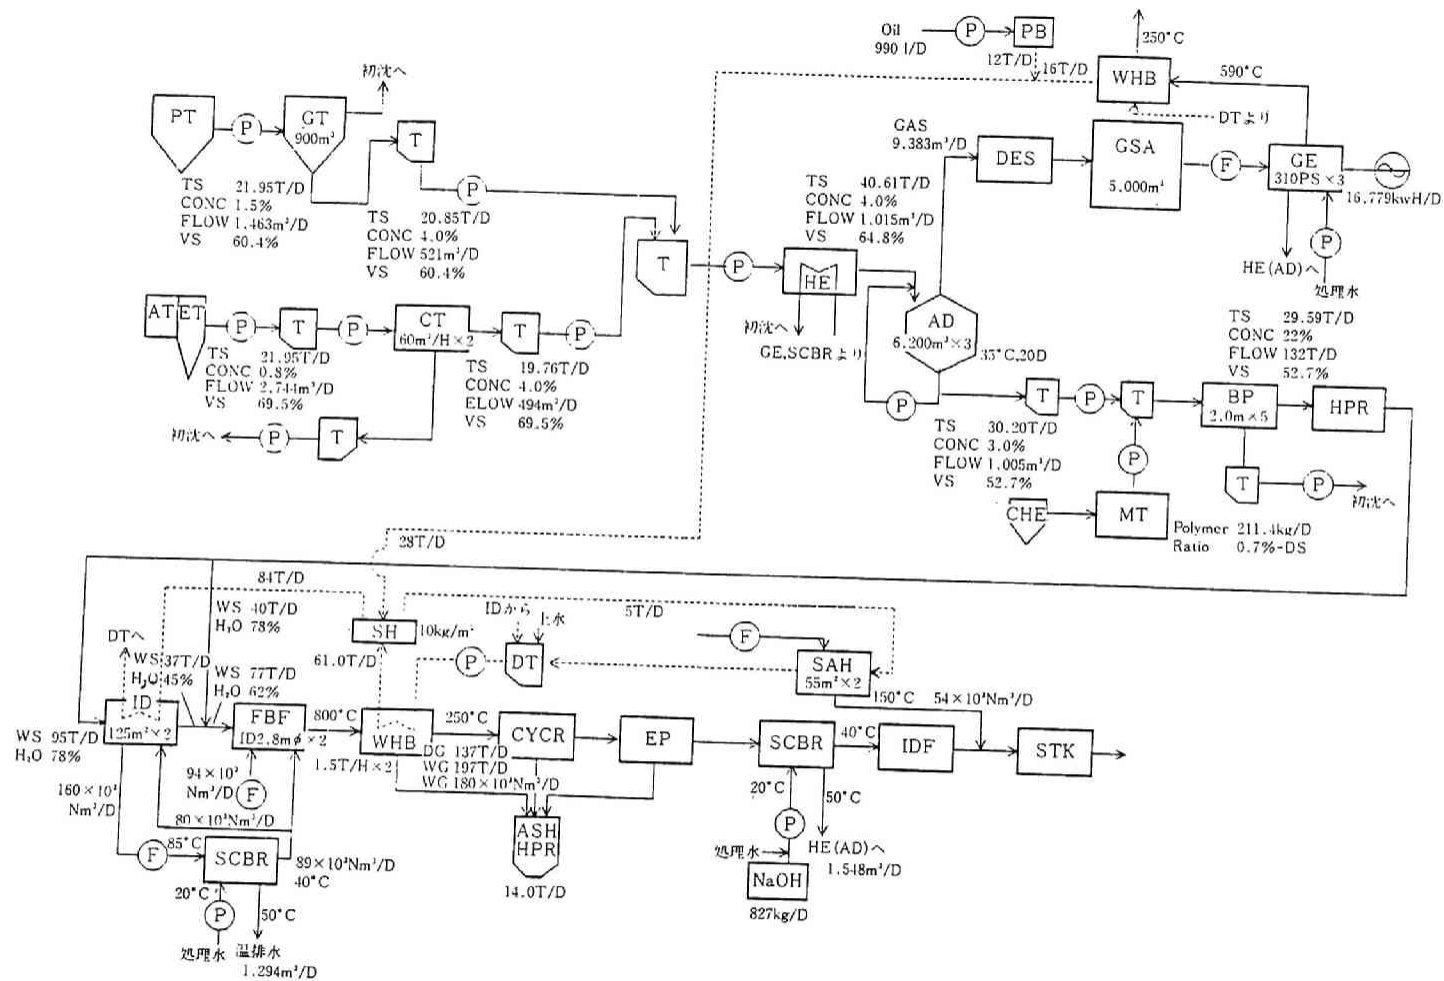 Oil
990 l/D
P
PB
12T/D
16T/D
250°C
WHB
590°C
DTより
初沈へ
PT
P
GT
900m³
T
P
TS 21.95T/D
CONC 1.5%
FLOW 1.463m³/D
VS 60.4%
TS 20.85T/D
CONC 4.0%
FLOW 521m³/D
VS 60.4%
GAS
9.383m³/D
DES
GSA
5.000m³
F
GE
310PS×3
16.779kwH/D
HE(AD)へ
P
処理水
TS 40.61T/D
CONC 4.0%
FLOW 1.015m³/D
VS 64.8%
T
P
HE
初沈へ
GE,SCBRより
AD
6.200m³×3
35°C,20D
P
AT
ET
P
T
P
CT
60m³/H×2
T
P
TS 21.95T/D
CONC 0.8%
FLOW 2.744m³/D
VS 69.5%
TS 19.76T/D
CONC 4.0%
ELOW 494m³/D
VS 69.5%
初沈へ
P
T
TS 30.20T/D
CONC 3.0%
FLOW 1.005m³/D
VS 52.7%
T
P
T
P
CHE
MT
Polymer 211.4kg/D
Ratio 0.7%-DS
TS 29.59T/D
CONC 22%
FLOW 132T/D
VS 52.7%
BP
2.0m×5
HPR
T
P
初沈へ
28T/D
84T/D
WS 40T/D
H₂O 78%
SH
10kg/m²
IDから
上水
5T/D
F
DTへ
WS 37T/D
H₂O 45%
WS 77T/D
H₂O 62%
61.0T/D
P
DT
SAH
55m²×2
150°C
54×10³Nm³/D
WS 95T/D
H₂O 78%
ID
125m²×2
FBF
ID2.8mφ×2
800°C
WHB
1.5T/H×2
250°C
CYCR
EP
SCBR
40°C
IDF
STK
DG 137T/D
WG 197T/D
WG 180×10³Nm³/D
160×10³
Nm³/D
94×10³
Nm³/D
F
80×10³Nm³/D
F
85°C
SCBR
89×10³Nm³/D
40°C
20°C
P
処理水
50°C
温排水
1.294m³/D
ASH
HPR
14.0T/D
20°C
P
処理水
NaOH
827kg/D
50°C
HE(AD)へ
1.548m³/D